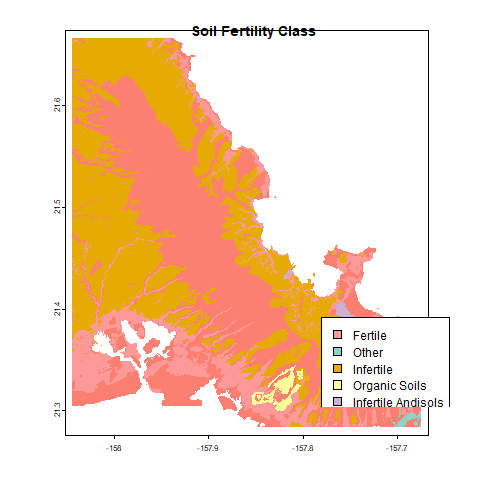 Soil Fertility Class
21.6
21.5
21.4
21.3
Fertile
Other
Infertile
Organic Soils
Infertile Andisols
-158
-157.9
-157.8
-157.7